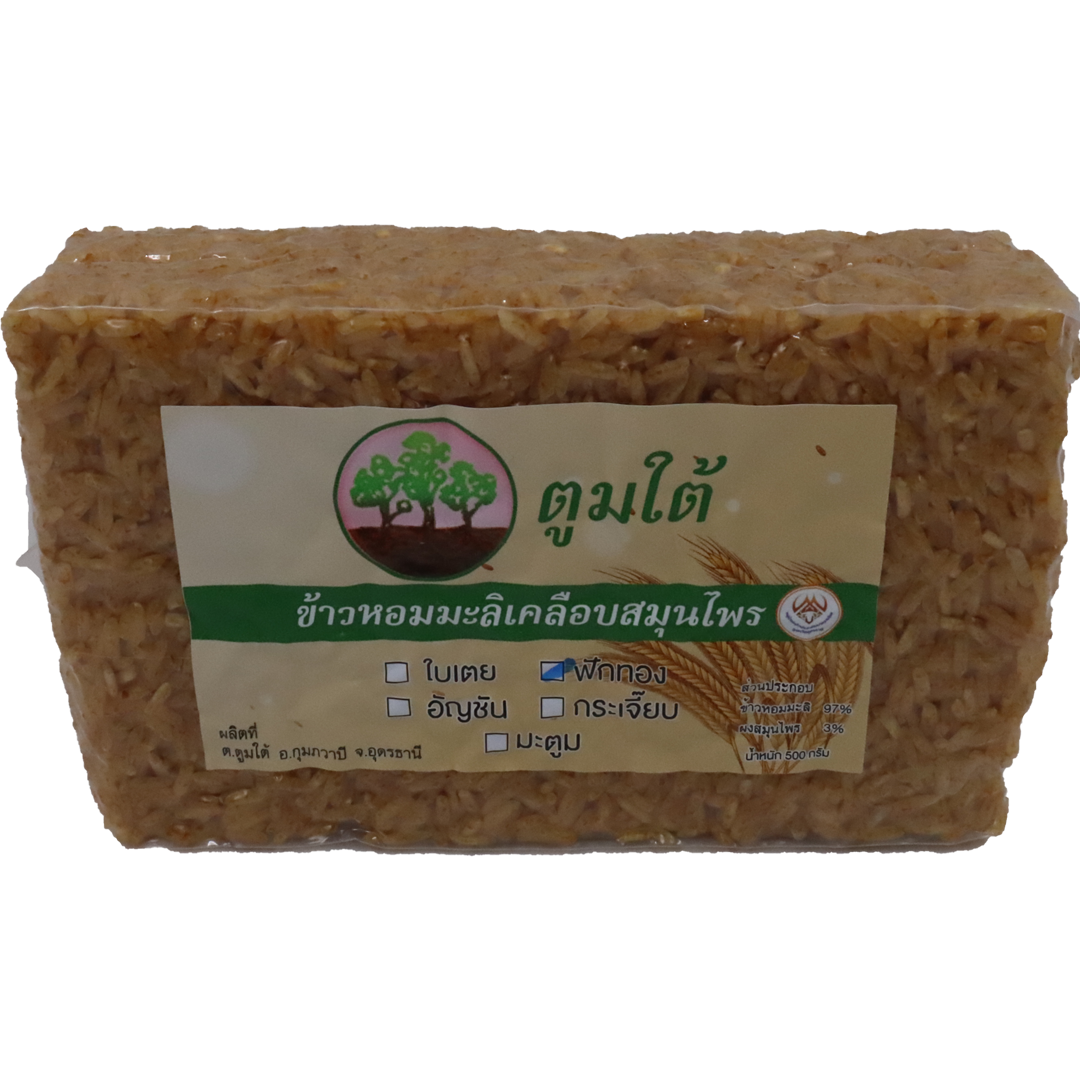 ตูมใต้
ข้าวหอมมะลิเคลือบสมุนไพร
ใบเตย ฟักทอง
อัญชัน กระเจี๊ยบ
มะตูม
ส่วนประกอบ
ข้าวหอมมะลิ 97%
ผงสมุนไพร 3%
น้ำหนัก 500 กรัม
ผลิตที่
ต.ตูมใต้ อ.กุมภวาปี จ.อุดรธานี